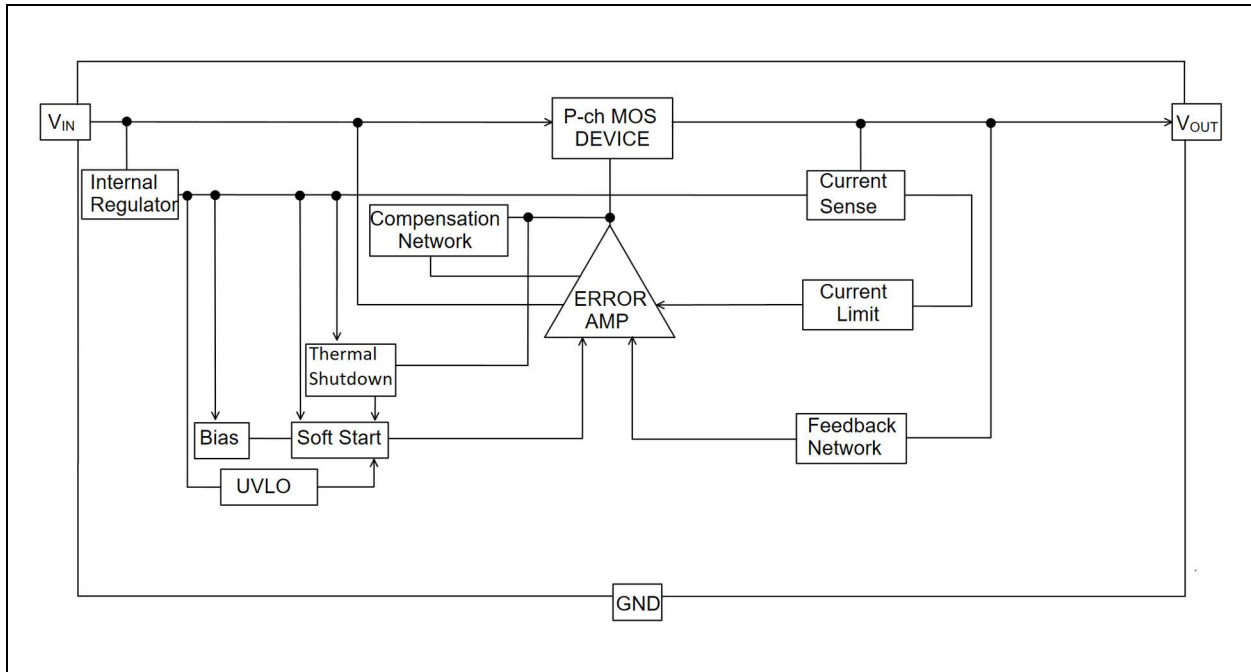 P-ch MOS
DEVICE
VIN
VOUT
Internal
Regulator
Current
Sense
Compensation
Network
ERROR
AMP
Current
Limit
Thermal
Shutdown
Bias
Soft Start
Feedback
Network
UVLO
GND